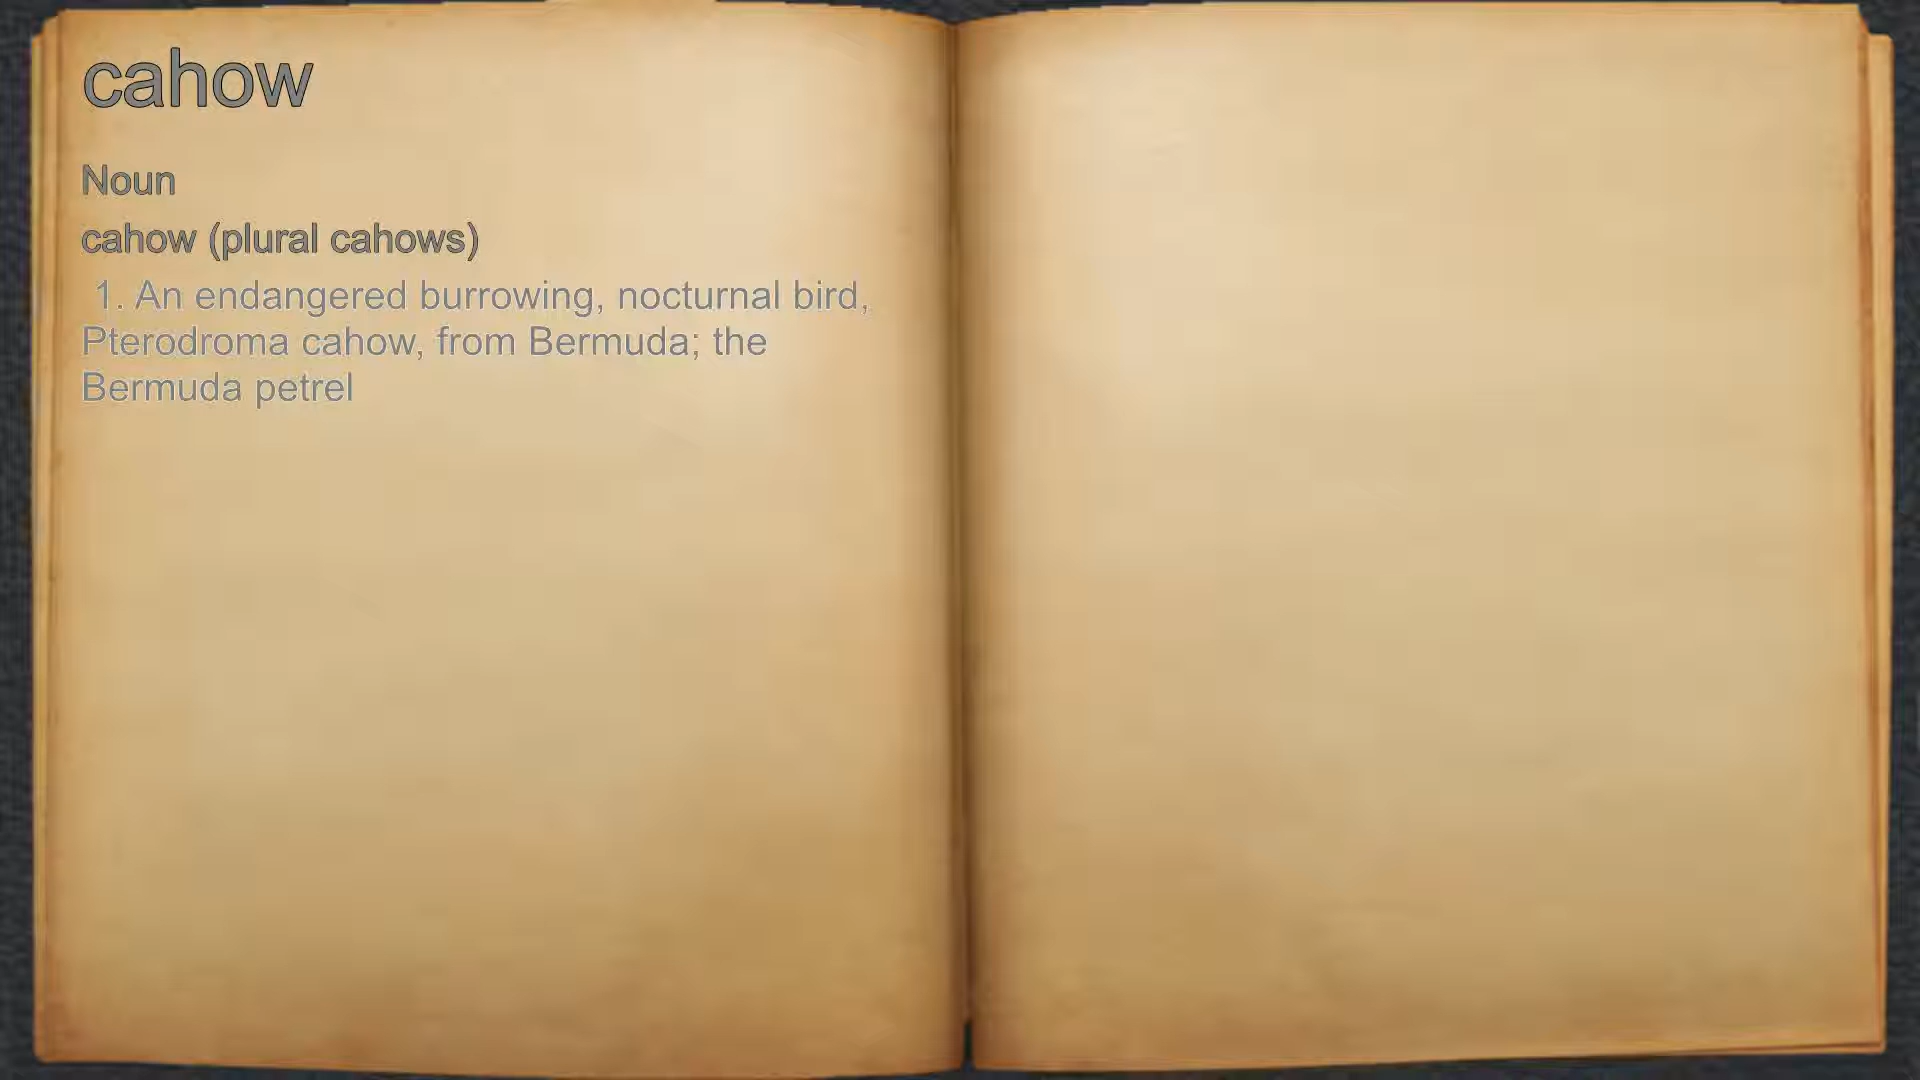 cahow
Noun
cahow (plural cahows)
1. An endangered burrowing, nocturnal bird,
Pterodroma cahow, from Bermuda; the
Bermuda petrel